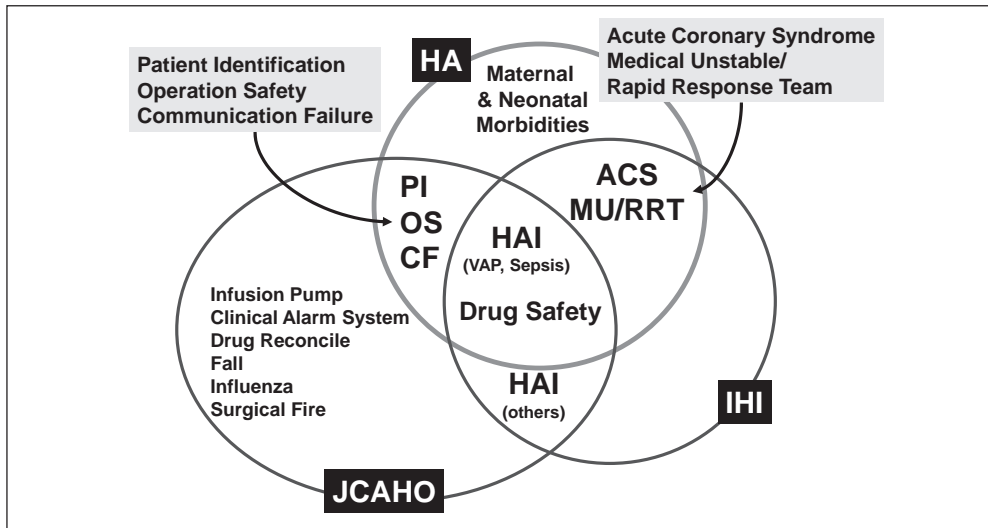 HA
Patient Identification
Operation Safety
Communication Failure
Acute Coronary Syndrome
Medical Unstable/
Rapid Response Team
Maternal
& Neonatal
Morbidities
PI
OS
CF
ACS
MU/RRT
HAI
(VAP, Sepsis)
Drug Safety
Infusion Pump
Clinical Alarm System
Drug Reconcile
Fall
Influenza
Surgical Fire
HAI
(others)
IHI
JCAHO